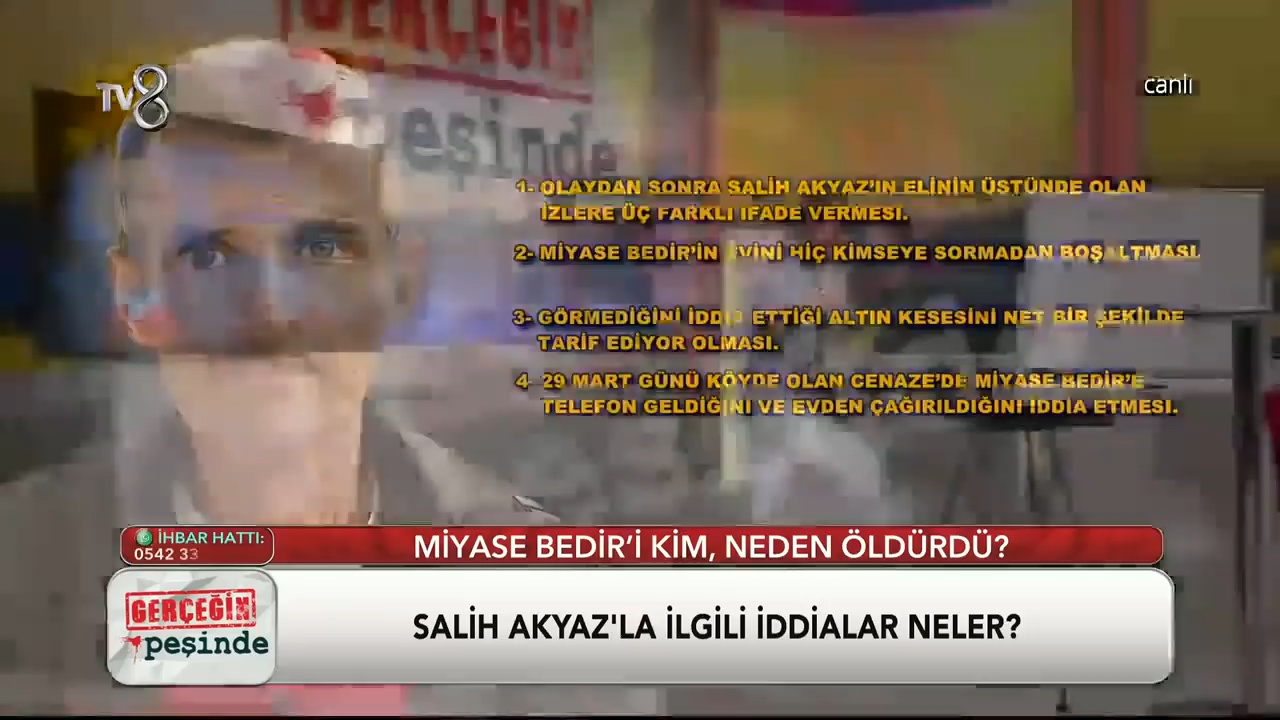 GERÇEĞİN
peşinde
TV8
canlı
1- OLAYDAN SONRA SALİH AKYAZ'IN ELİNİN ÜSTÜNDE OLAN
İZLERE ÜÇ FARKLI IFADE VERMESİ.
2- MİYASE BEDİR'İN EVİNİ HİÇ KİMSEYE SORMADAN BOŞALTMASI.
3- GÖRMEDİĞİNİ İDDİA ETTİĞİ ALTIN KESESİNİ NET BİR ŞEKİLDE
TARİF EDİYOR OLMASI.
4- 29 MART GÜNÜ KÖYDE OLAN CENAZE'DE MİYASE BEDİR'E
TELEFON GELDİĞİNİ VE EVDEN ÇAĞIRILDIĞINI İDDİA ETMESİ.
İHBAR HATTI:
0542 33
MİYASE BEDİR'İ KİM, NEDEN ÖLDÜRDÜ?
GERÇEĞİN
peşinde
SALİH AKYAZ'LA İLGİLİ İDDİALAR NELER?